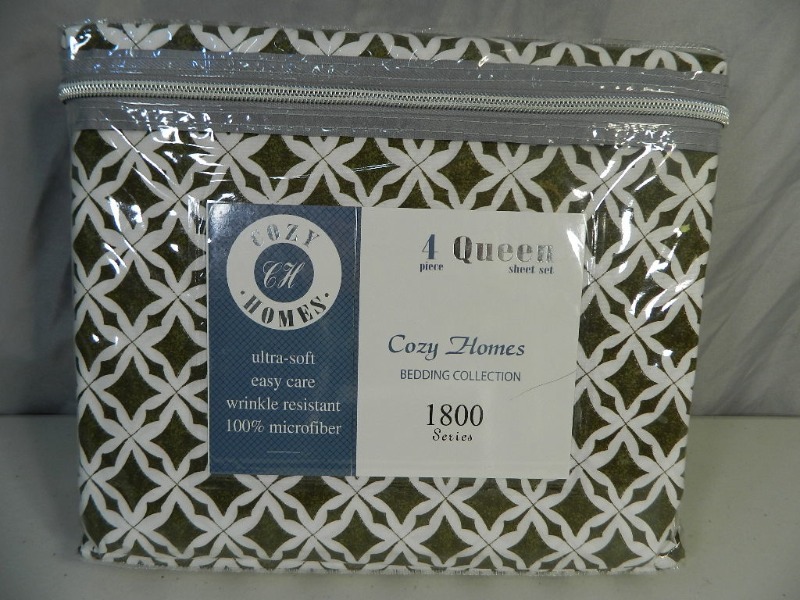 COZY
CH
HOMES
ultra-soft
easy care
wrinkle resistant
100% microfiber
4 Queen
piece sheet set
Cozy Homes
BEDDING COLLECTION
1800
Series